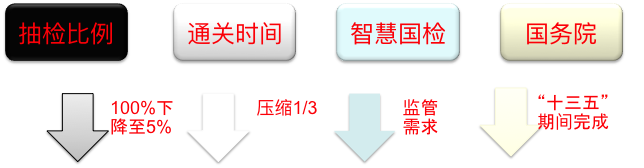 抽检比例
通关时间
智慧国检
国务院
100%下
降至5%
压缩1/3
监管
需求
“十三五”
期间完成